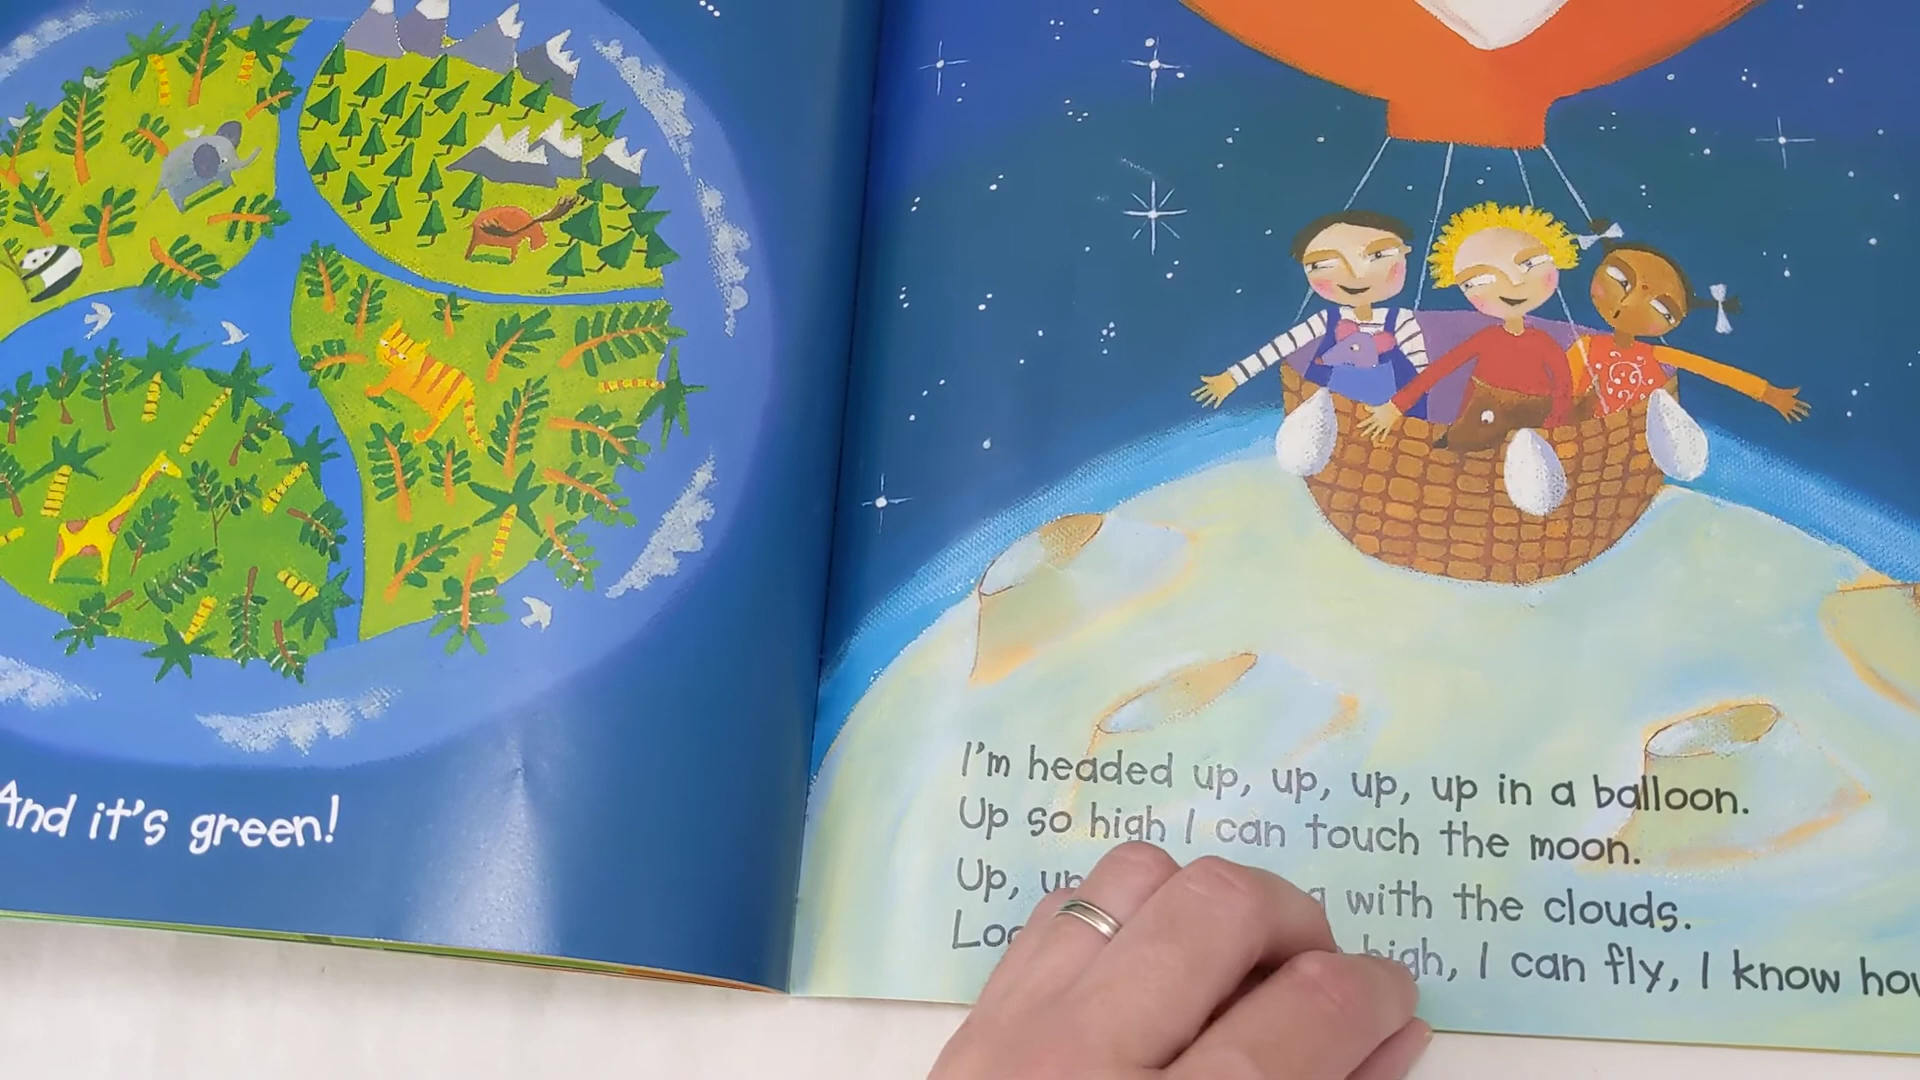 And it's green!
I'm headed up, up, up, up in a balloon.
Up so high I can touch the moon.
Up, up with the clouds.
high, I can fly, I know